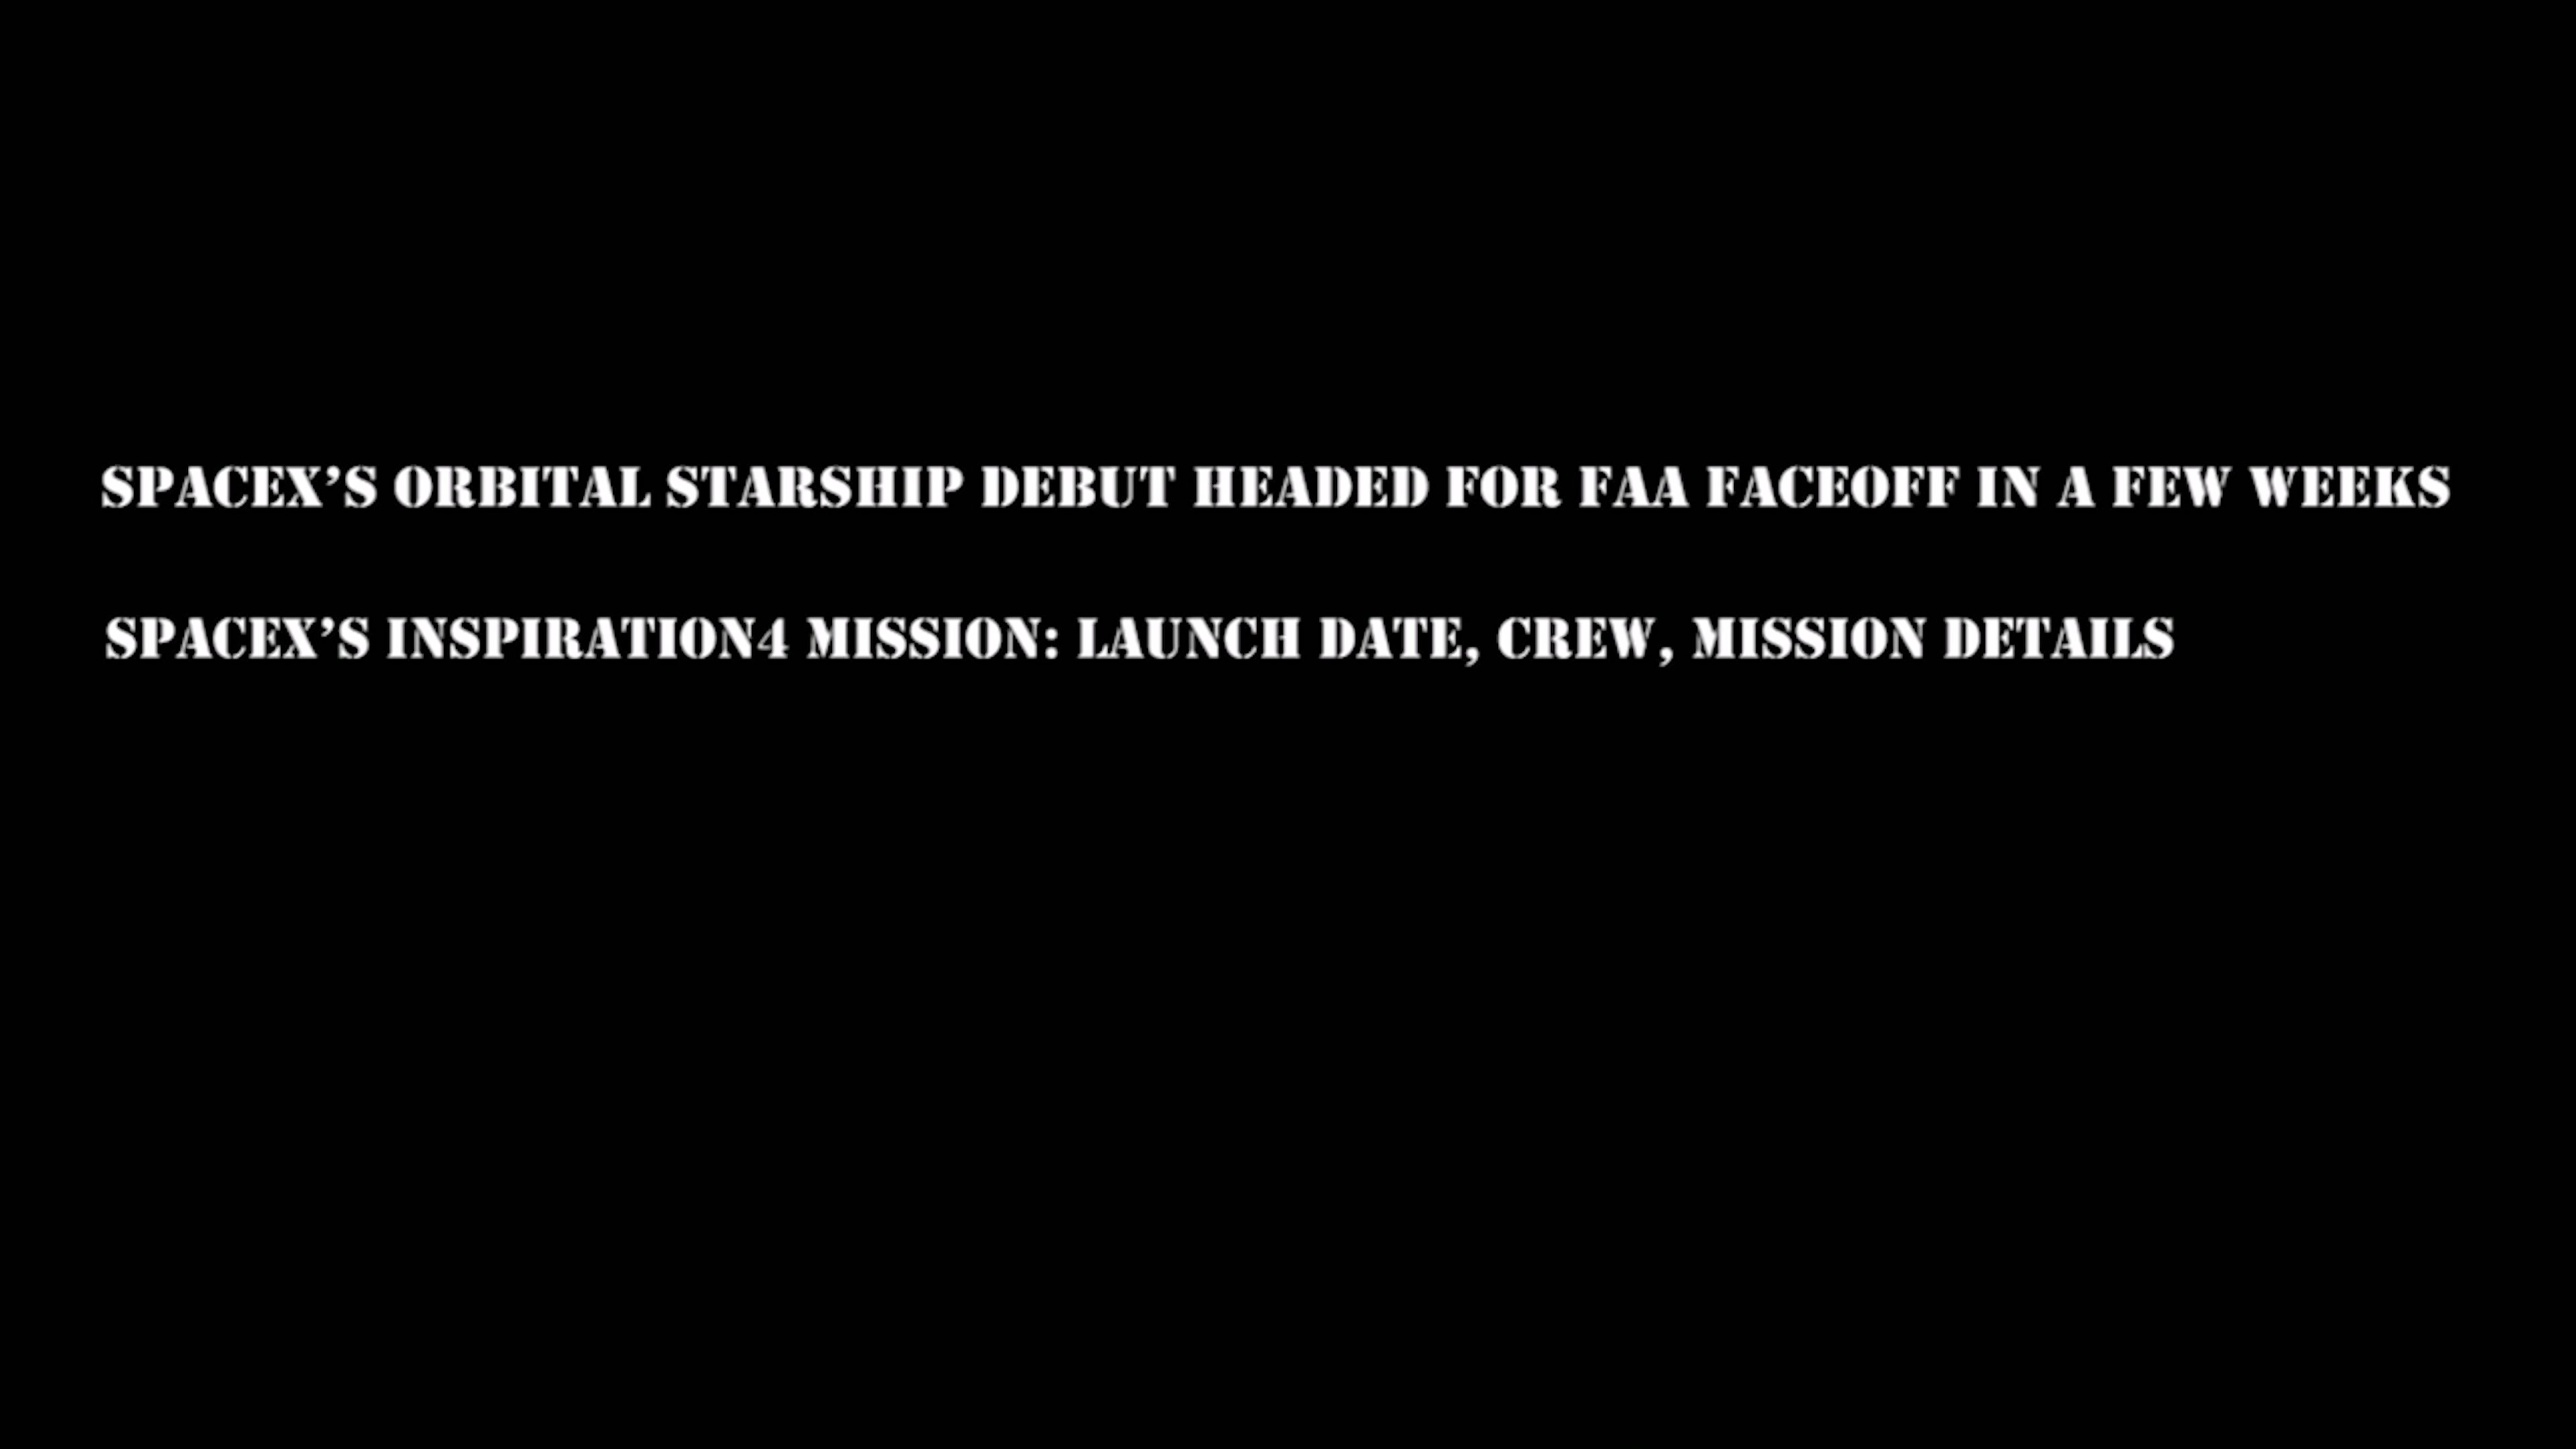 SPACEX’S ORBITAL STARSHIP DEBUT HEADED FOR FAA FACEOFF IN A FEW WEEKS
SPACEX’S INSPIRATION4 MISSION: LAUNCH DATE, CREW, MISSION DETAILS